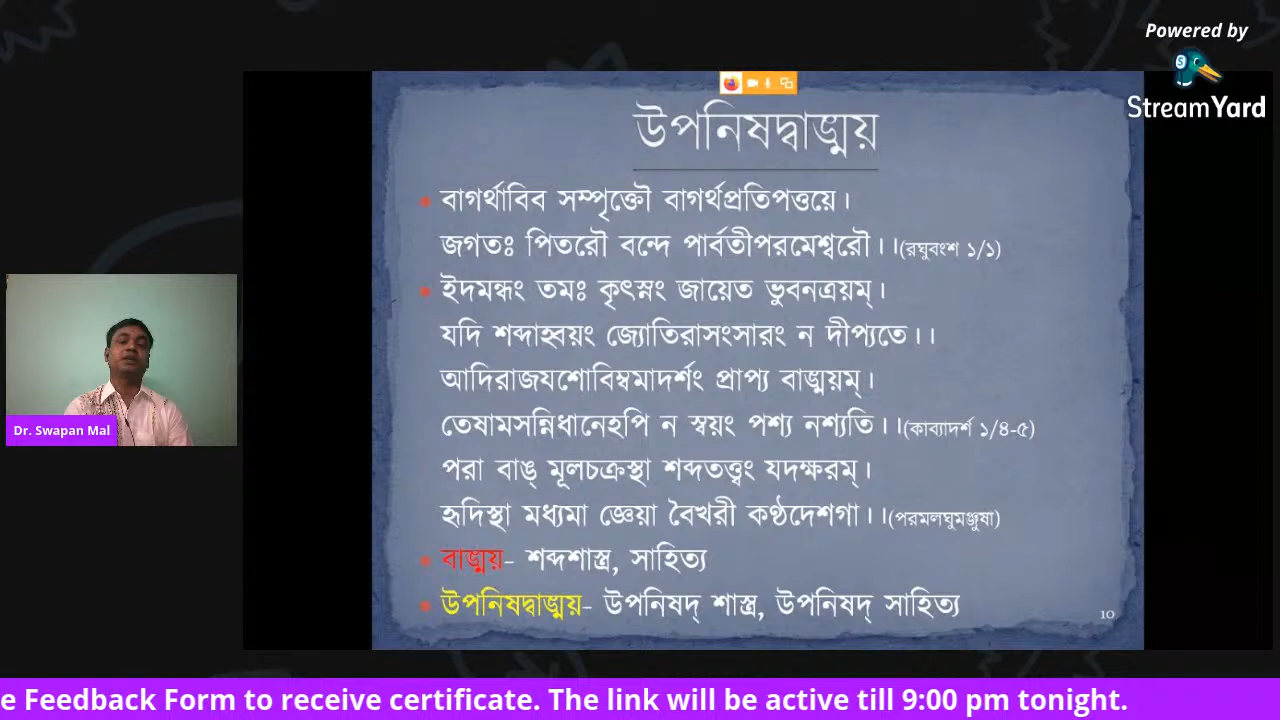 Powered by
StreamYard
উপনিষদ্বাঙ্ময়
বাগর্থাবিব সম্পৃক্তৌ বাগর্থপ্রতিপত্তয়ে।
জগতঃ পিতরৌ বন্দে পার্বতীপরমেশ্বরৌ।।(রঘুবংশ ১/১)
ইদমন্ধং তমঃ কৃৎস্নং জায়েত ভুবনত্রয়ম্।
যদি শব্দাহ্বয়ং জ্যোতিরাসংসারং ন দীপ্যতে।।
আদিরাজযশোবিম্বমাদর্শং প্রাপ্য বাঙ্ময়ম্।
তেষামসন্নিধানেহপি ন স্বয়ং পশ্য নশ্যতি।।(কাব্যাদর্শ ১/৪-৫)
পরা বাঙ্ মূলচক্রস্থা শব্দতত্ত্বং যদক্ষরম্।
হৃদিস্থা মধ্যমা জ্ঞেয়া বৈখরী কণ্ঠদেশগা।।(পরমলঘুমঞ্জুষা)
বাঙ্ময়- শব্দশাস্ত্র, সাহিত্য
উপনিষদ্বাঙ্ময়- উপনিষদ্ শাস্ত্র, উপনিষদ্ সাহিত্য
10
Dr. Swapan Mal
e Feedback Form to receive certificate. The link will be active till 9:00 pm tonight.